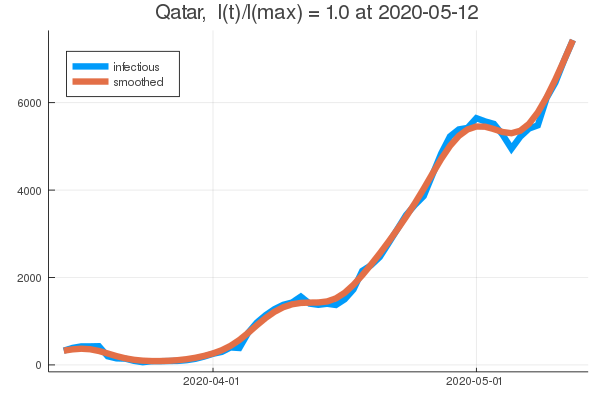 Qatar, I(t)/I(max) = 1.0 at 2020-05-12
infectious
smoothed
6000
4000
2000
0
2020-04-01
2020-05-01